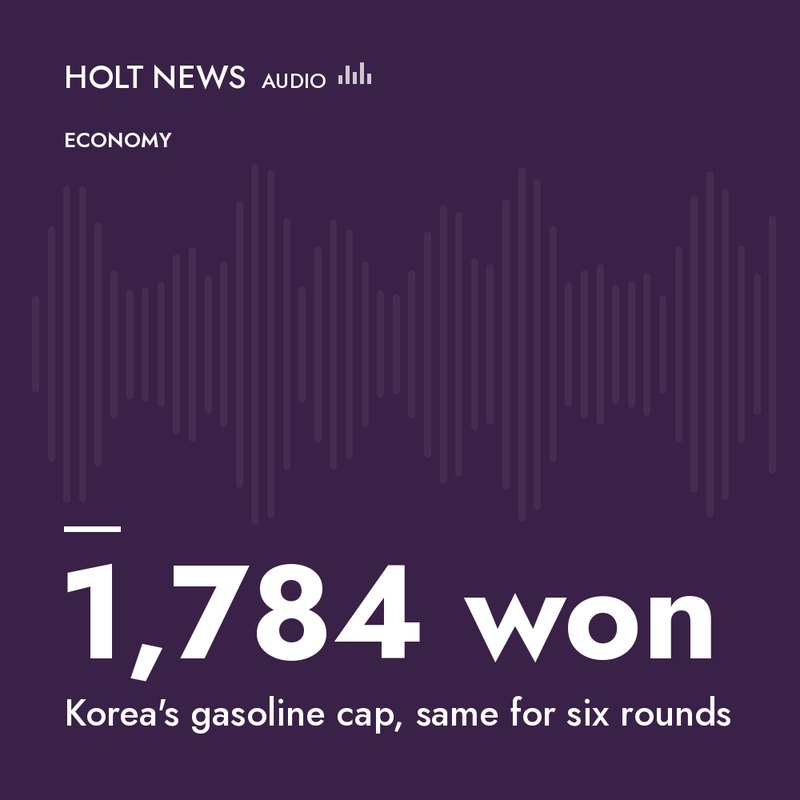 HOLT NEWS AUDIO
ECONOMY
1,784 won
Korea's gasoline cap, same for six rounds